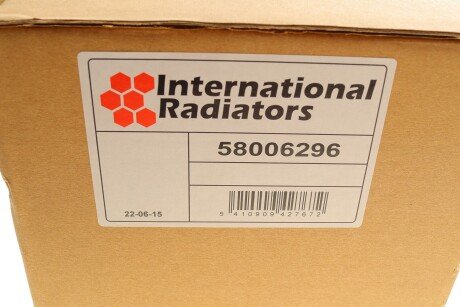 International
Radiators
58006296
22-06-15
5 410909 427672